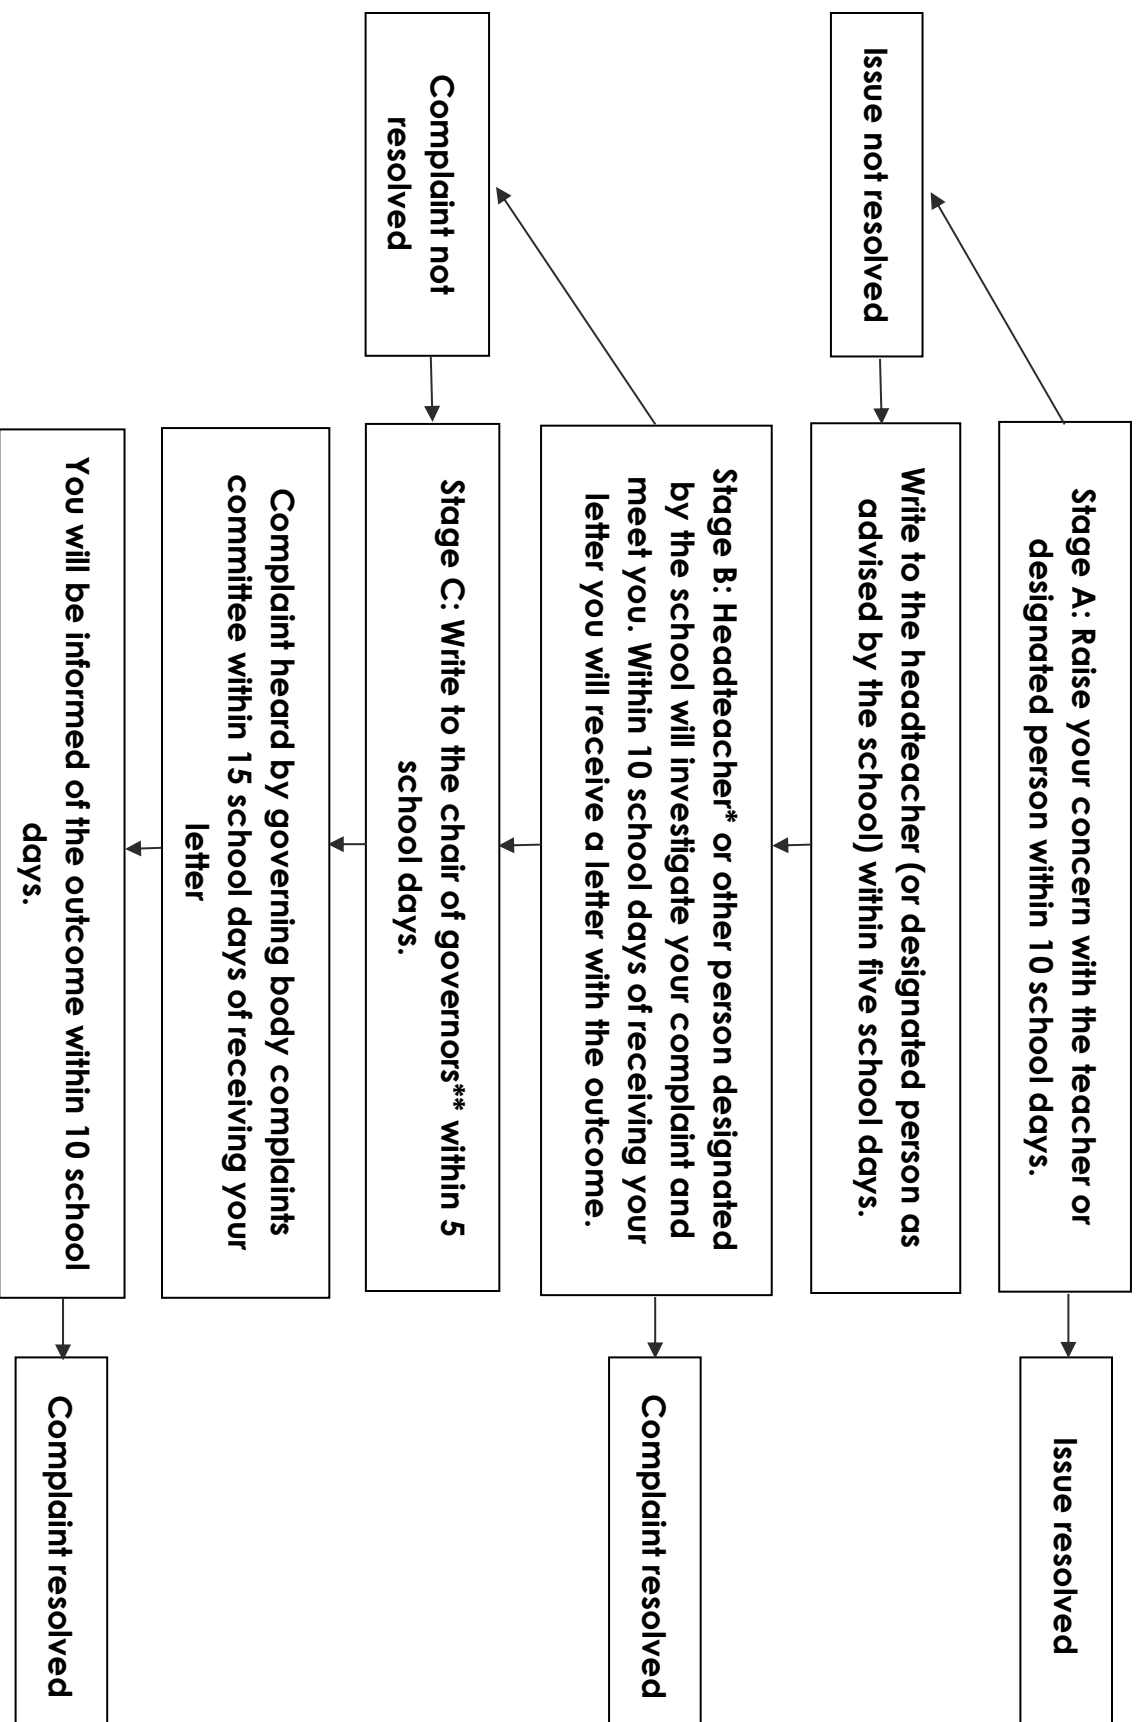 Stage A: Raise your concern with the teacher or
designated person within 10 school days.
Issue resolved
Issue not resolved
Write to the headteacher (or designated person as
advised by the school) within five school days.
Stage B: Headteacher* or other person designated
by the school will investigate your complaint and
meet you. Within 10 school days of receiving your
letter you will receive a letter with the outcome.
Complaint resolved
Complaint not
resolved
Stage C: Write to the chair of governors** within 5
school days.
Complaint heard by governing body complaints
committee within 15 school days of receiving your
letter
You will be informed of the outcome within 10 school
days.
Complaint resolved